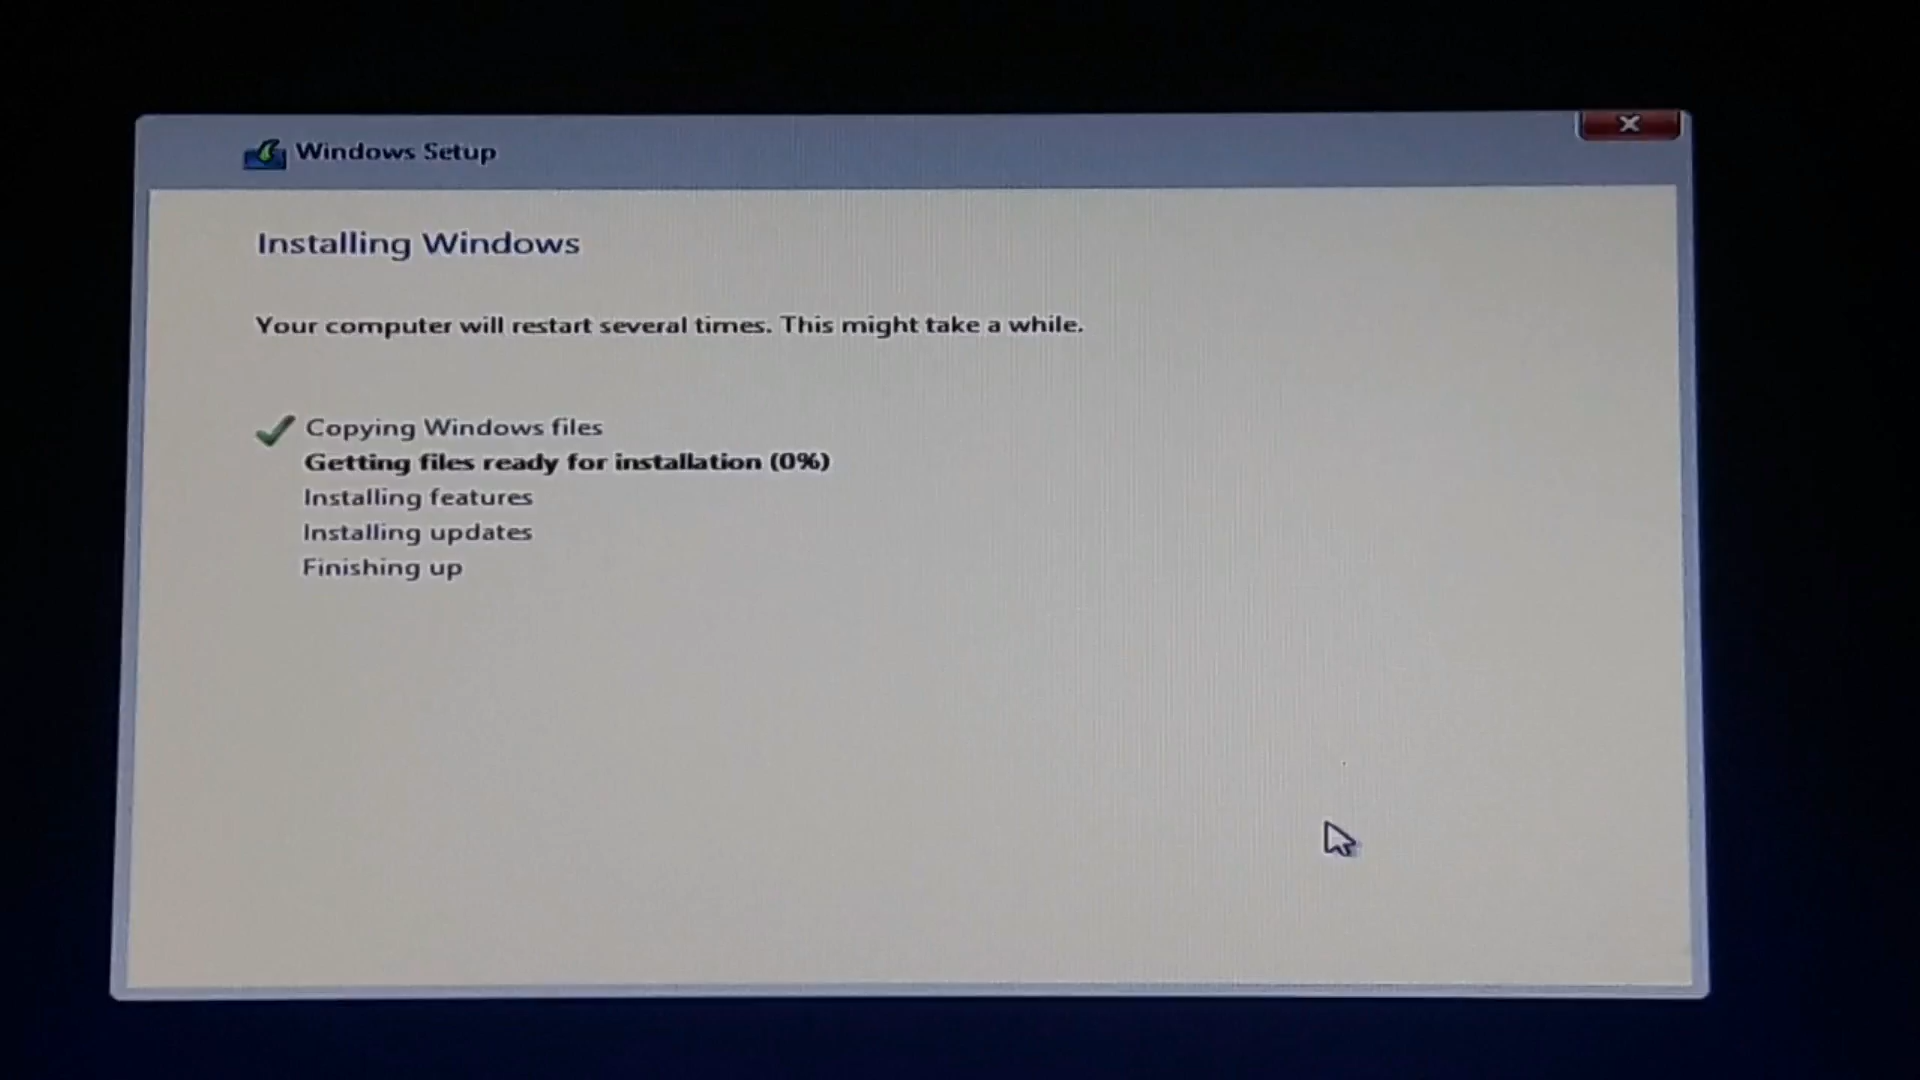 Windows Setup
Installing Windows
Your computer will restart several times. This might take a while.
Copying Windows files
Getting files ready for installation (0%)
Installing features
Installing updates
Finishing up